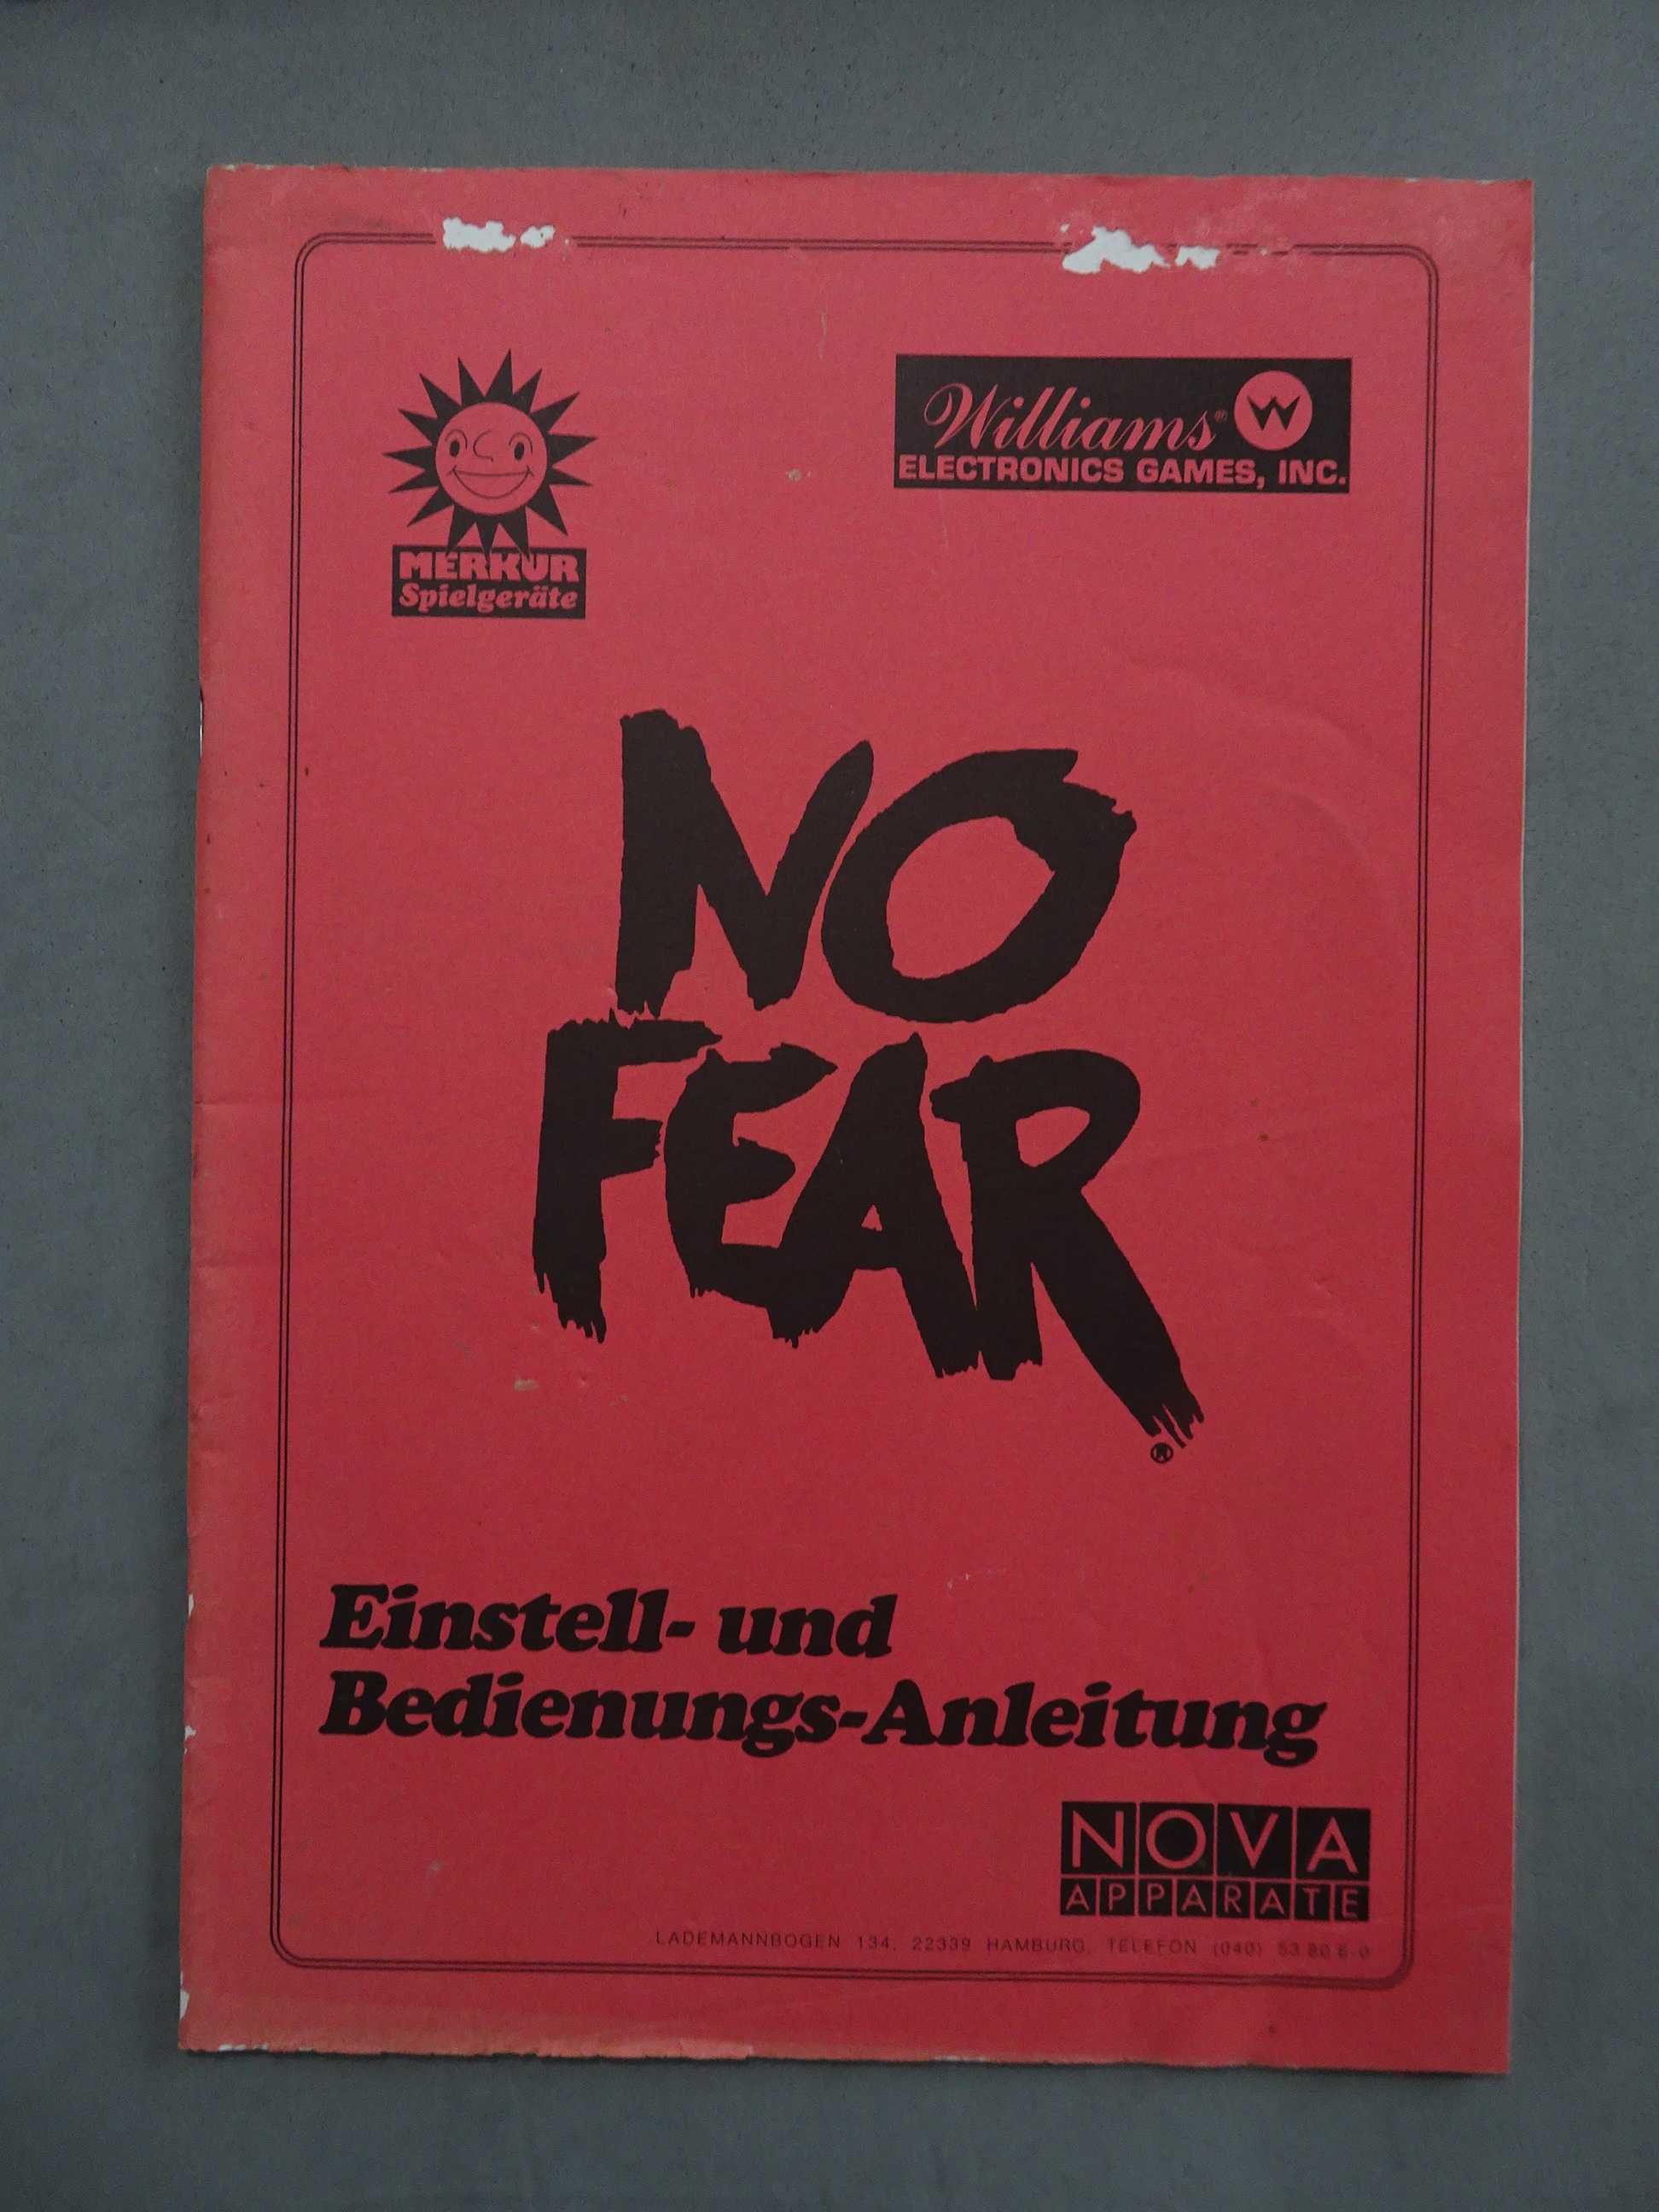 MERKUR
Spielgeräte
Williams®
W
ELECTRONICS GAMES, INC.
NO
FEAR
®
Einstell- und
Bedienungs-Anleitung
NOVA
APPARATE
LADEMANNBOGEN 134, 22339 HAMBURG, TELEFON (040) 53 80 6-0